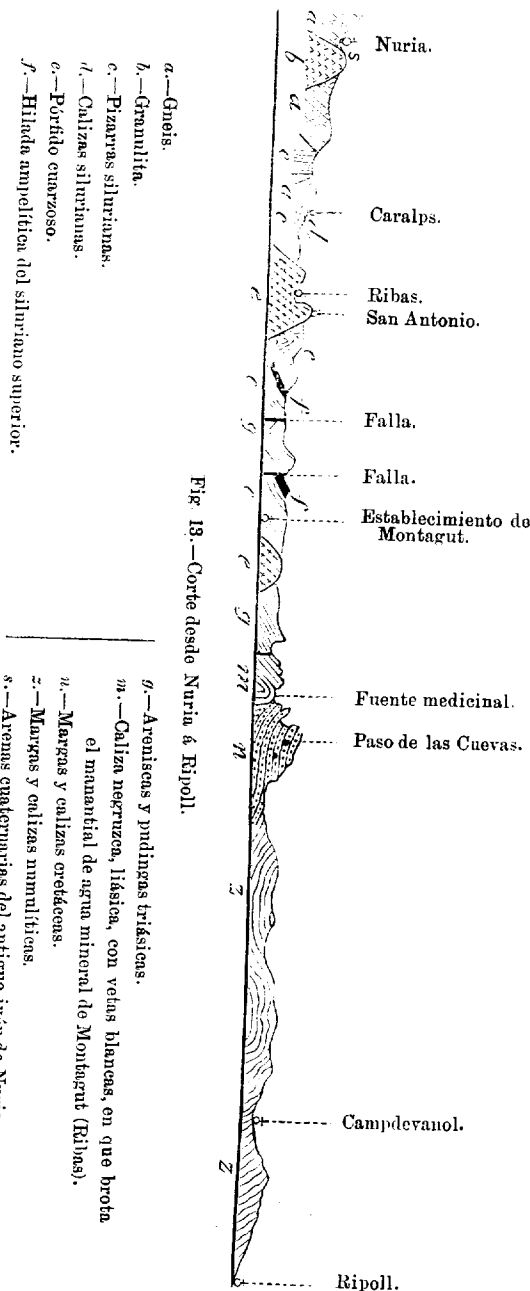 Nuria.
Caralps.
Ribas.
San Antonio.
Falla.
Falla.
Establecimiento de
Montagut.
Fuente medicinal.
Paso de las Cuevas.
Campdevanol.
Ripoll.
a
s
b
a
c
a
c
b
e
c
f
c
g
f
c
e
g
m
n
z
z
Fig 13.—Corte desde Nuria á Ripoll.
a.—Gneis.
b.—Granulita.
c.—Pizarras silurianas.
d.—Calizas silurianas.
e.—Pórfido cuarzoso.
f.—Hilada ampelítica del siluriano superior.
g.—Areniscas y pudingas triásicas.
m.—Caliza negruzca, liásica, con vetas blancas, en que brota
el manantial de agua mineral de Montagut (Ribas).
n.—Margas y calizas cretáceas.
z.—Margas y calizas numulíticas.
s.—Arenas cuaternarias del antiguo